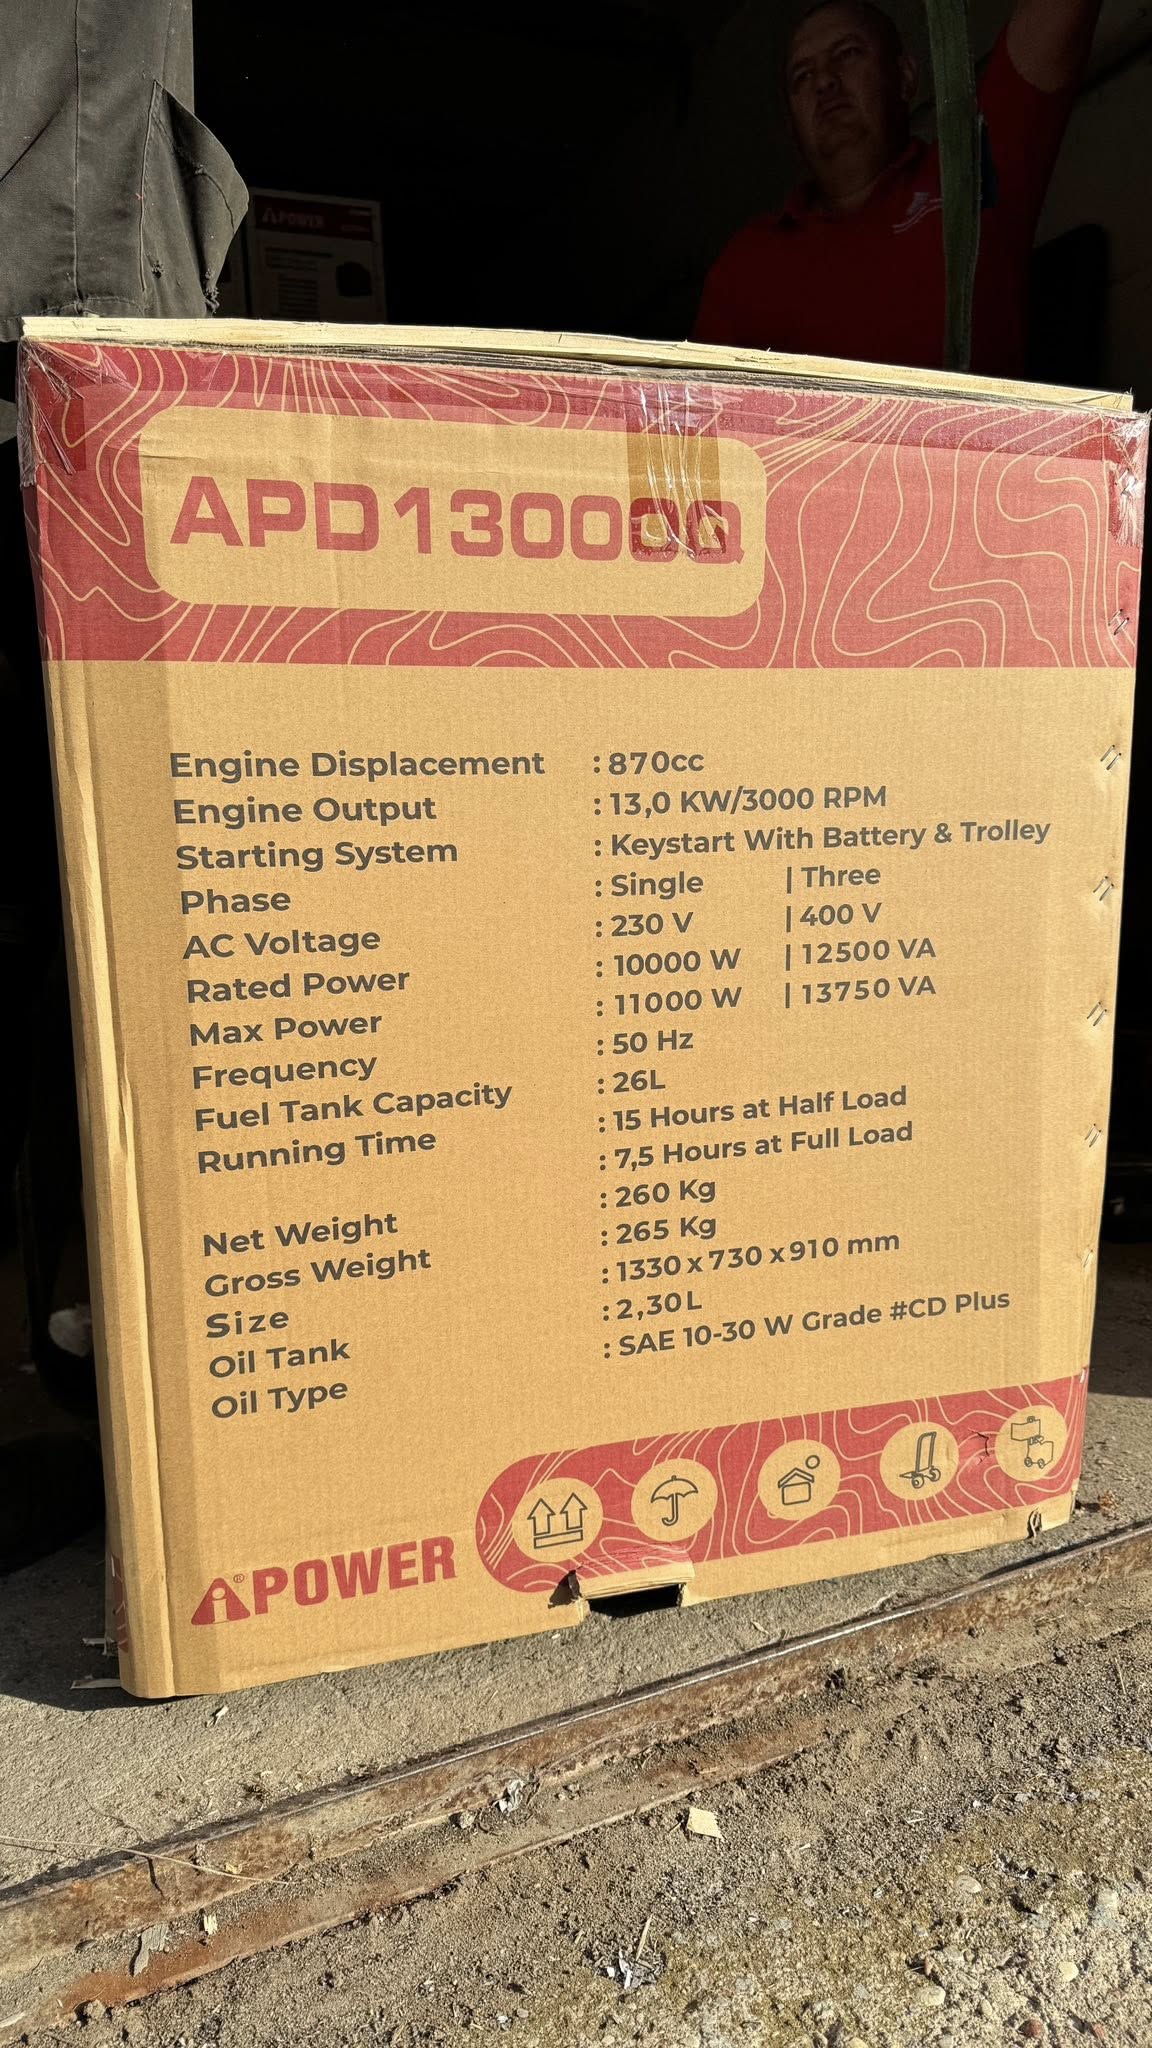 APOWER
APD13000Q
Engine Displacement : 870cc
Engine Output : 13,0 KW/3000 RPM
Starting System : Keystart With Battery & Trolley
Phase : Single | Three
AC Voltage : 230 V | 400 V
Rated Power : 10000 W | 12500 VA
Max Power : 11000 W | 13750 VA
Frequency : 50 Hz
Fuel Tank Capacity : 26L
Running Time : 15 Hours at Half Load
: 7,5 Hours at Full Load
Net Weight : 260 Kg
Gross Weight : 265 Kg
Size : 1330 x 730 x 910 mm
Oil Tank : 2,30L
Oil Type : SAE 10-30 W Grade #CD Plus
AiPOWER®